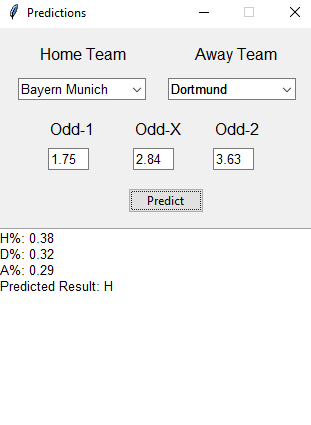 Predictions
Home Team Away Team
Bayern Munich Dortmund
Odd-1 Odd-X Odd-2
1.75 2.84 3.63
Predict
H%: 0.38
D%: 0.32
A%: 0.29
Predicted Result: H